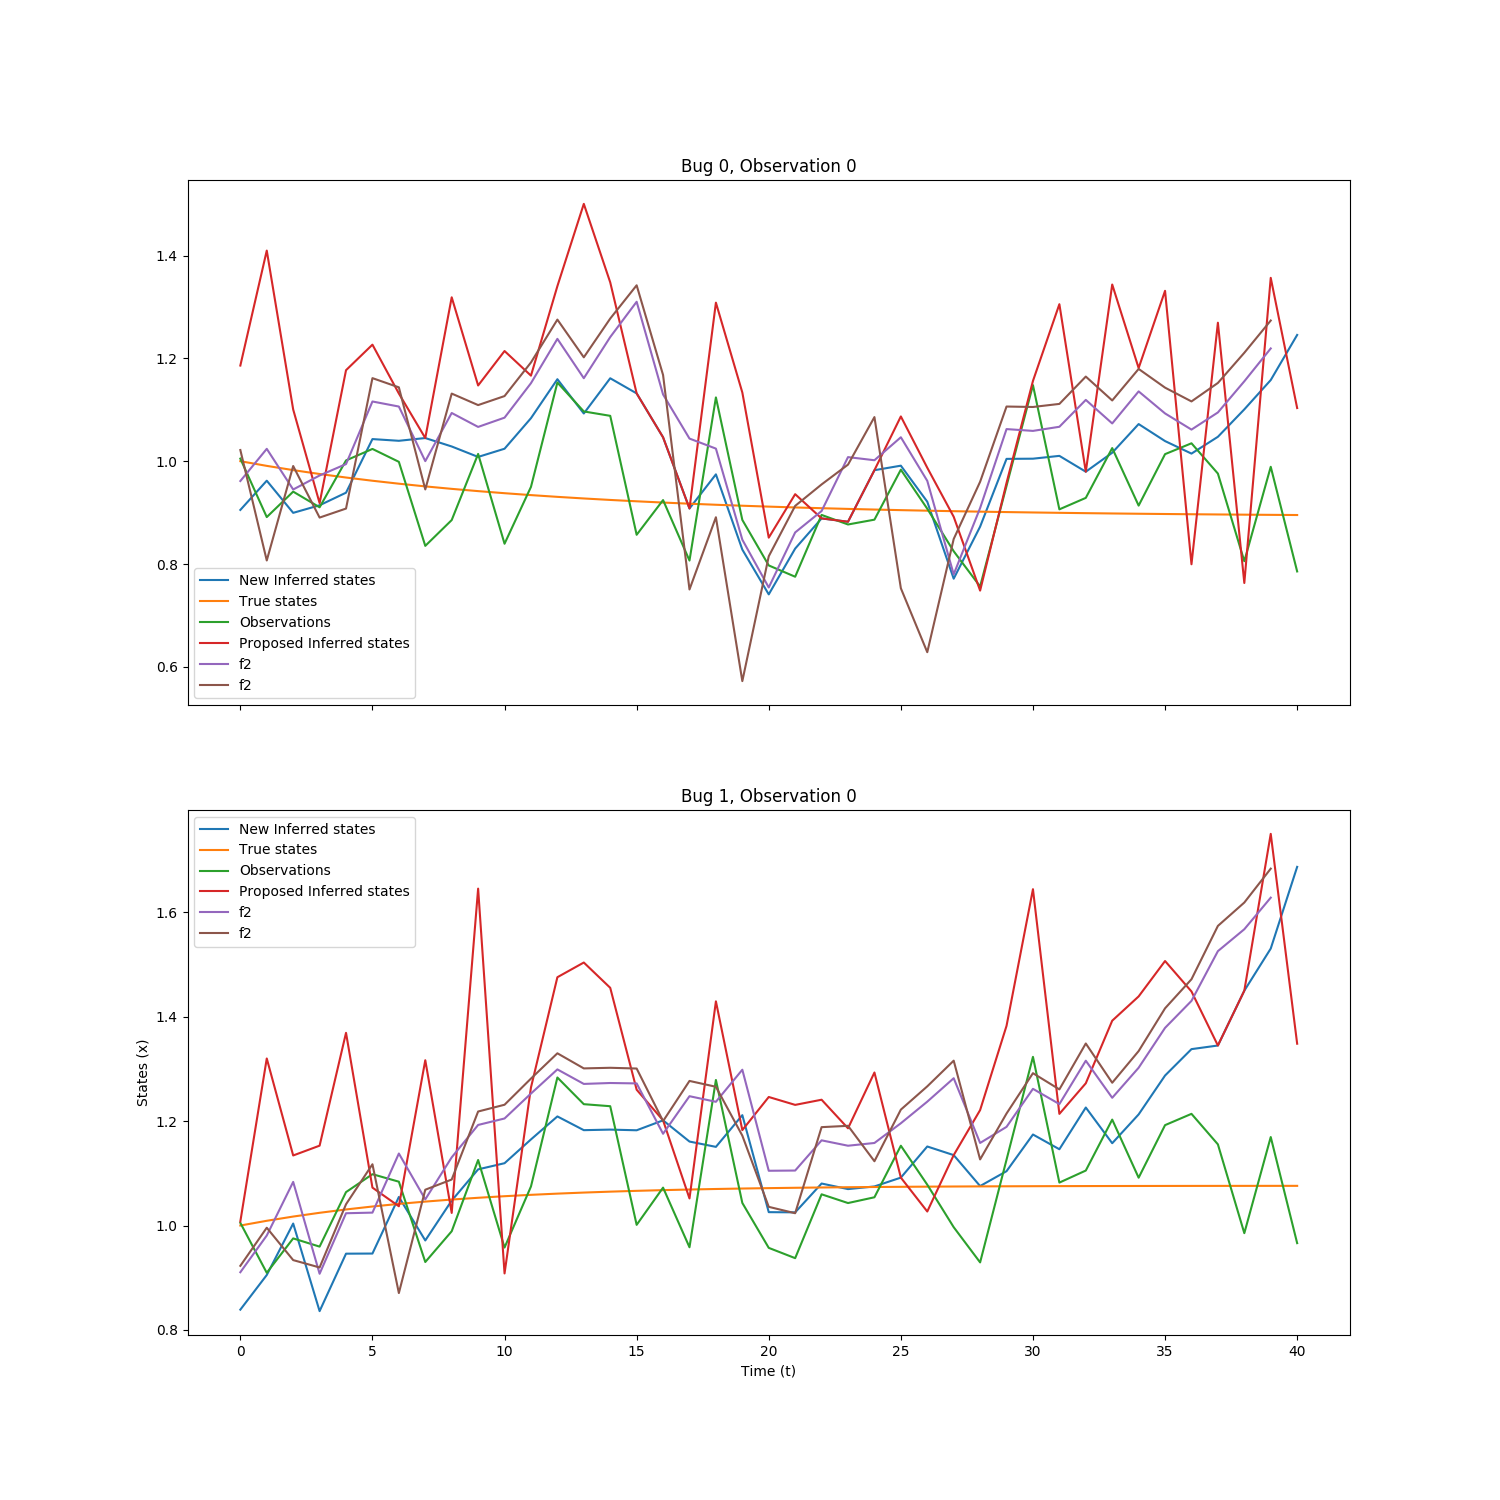 Bug 0, Observation 0
1.4
1.2
1.0
0.8
0.6
New Inferred states
True states
Observations
Proposed Inferred states
f2
f2
Bug 1, Observation 0
New Inferred states
True states
Observations
Proposed Inferred states
f2
f2
States (x)
1.6
1.4
1.2
1.0
0.8
0 5 10 15 20 25 30 35 40
Time (t)